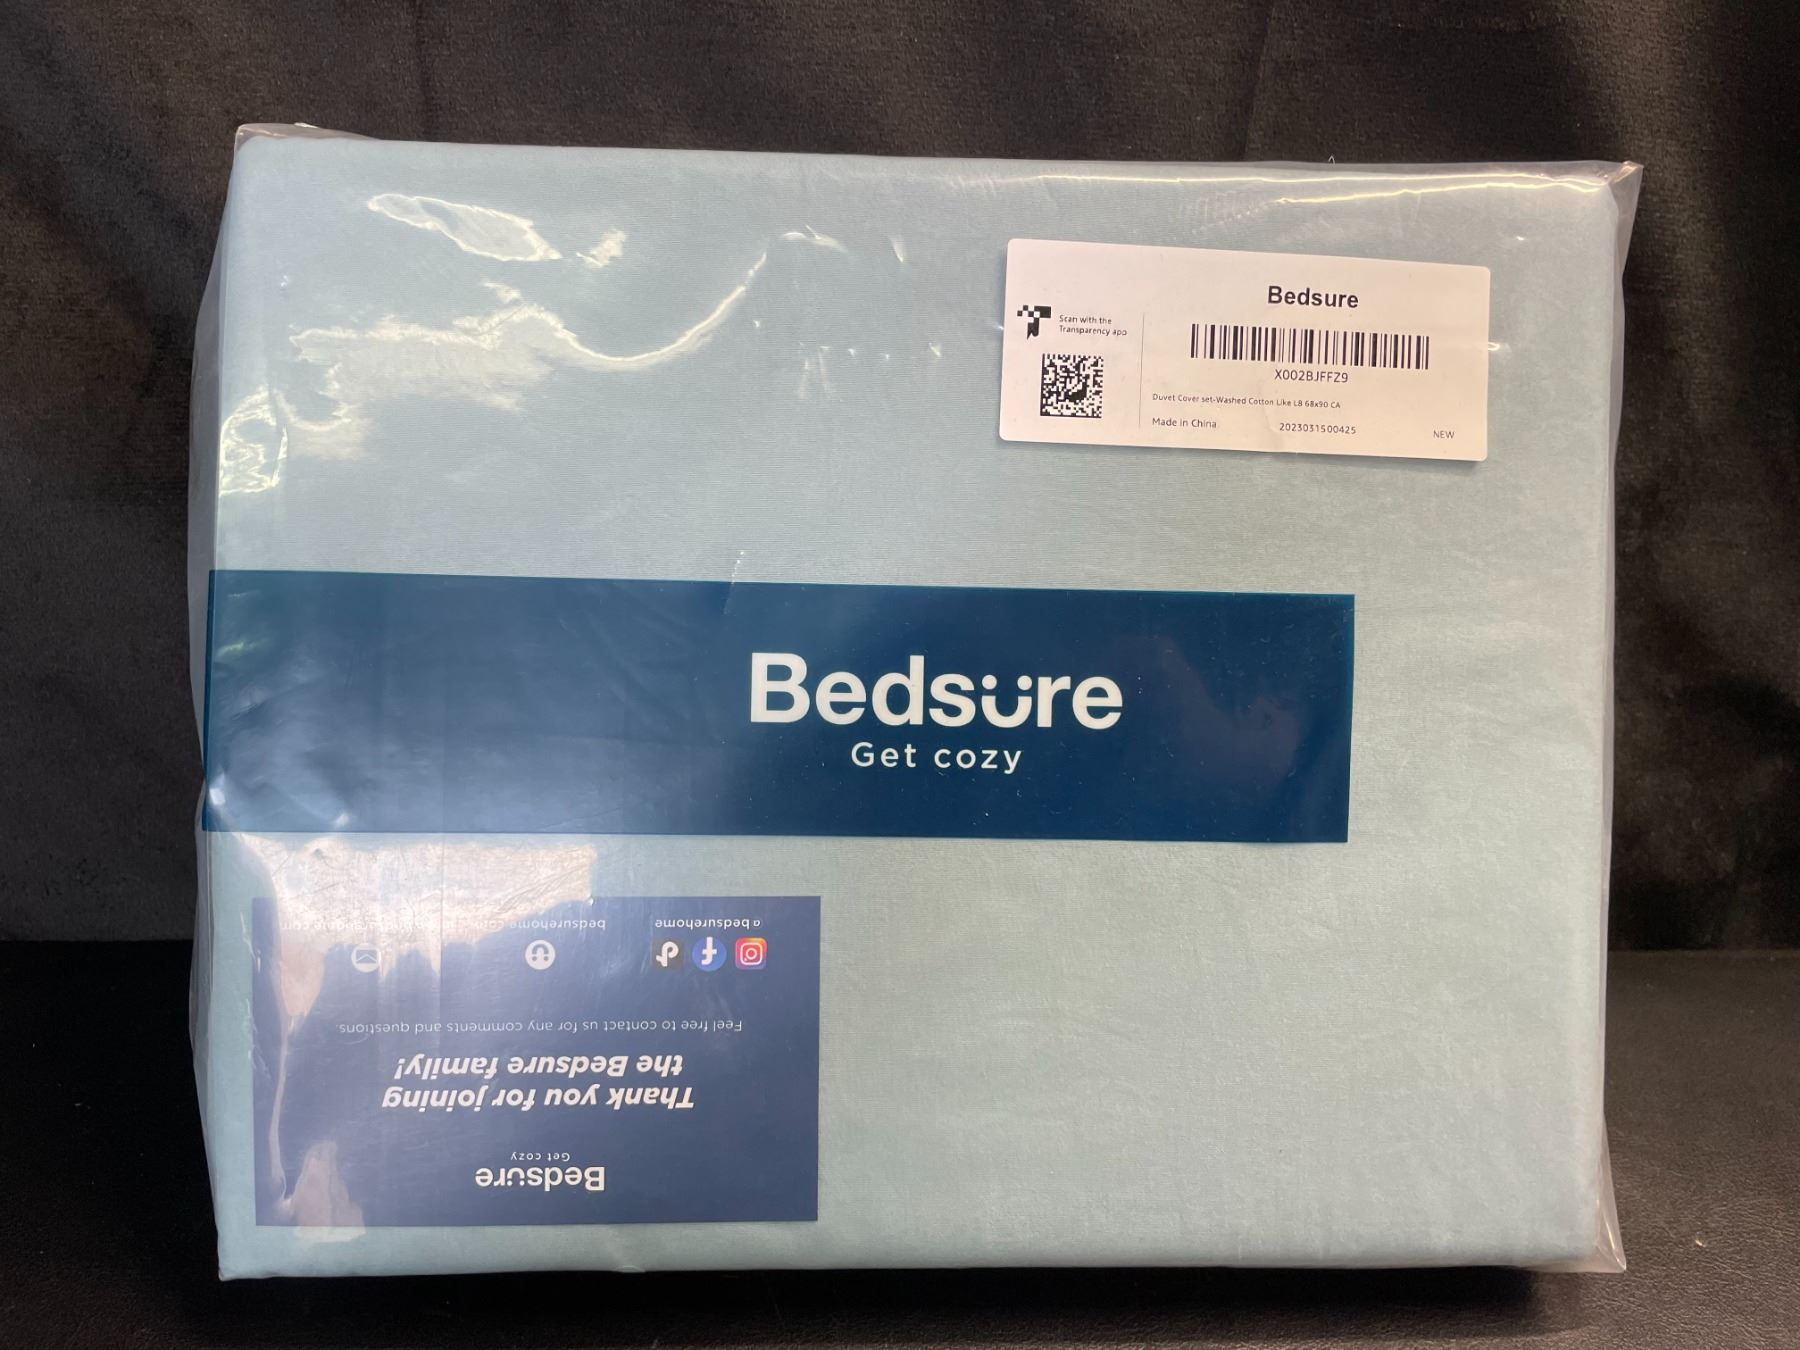 Bedsure
Scan with the
Transparency app
X002BJFFZ9
Duvet Cover set-Washed Cotton Like L8 68x90 CA
Made in China
2023031500425
NEW
Bedsure
Get cozy
Bedsure
Get cozy
Thank you for joining
the Bedsure family!
Feel free to contact us for any comments and questions.
a bedsurehome
bedsurehome.com